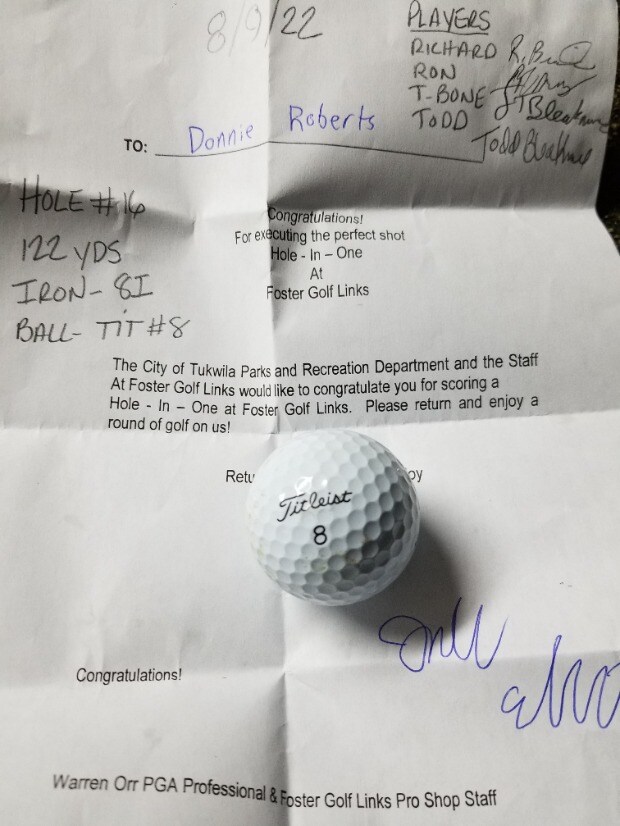 8/9/22
PLAYERS
RICHARD
RON
T-BONE
TODD
TO: Donnie Roberts
HOLE #16
122 YDS
IRON- 8I
BALL- TIT #8
Congratulations!
For executing the perfect shot
Hole - In – One
At
Foster Golf Links
The City of Tukwila Parks and Recreation Department and the Staff
At Foster Golf Links would like to congratulate you for scoring a
Hole - In – One at Foster Golf Links. Please return and enjoy a
round of golf on us!
Titleist
8
Congratulations!
Warren Orr PGA Professional & Foster Golf Links Pro Shop Staff